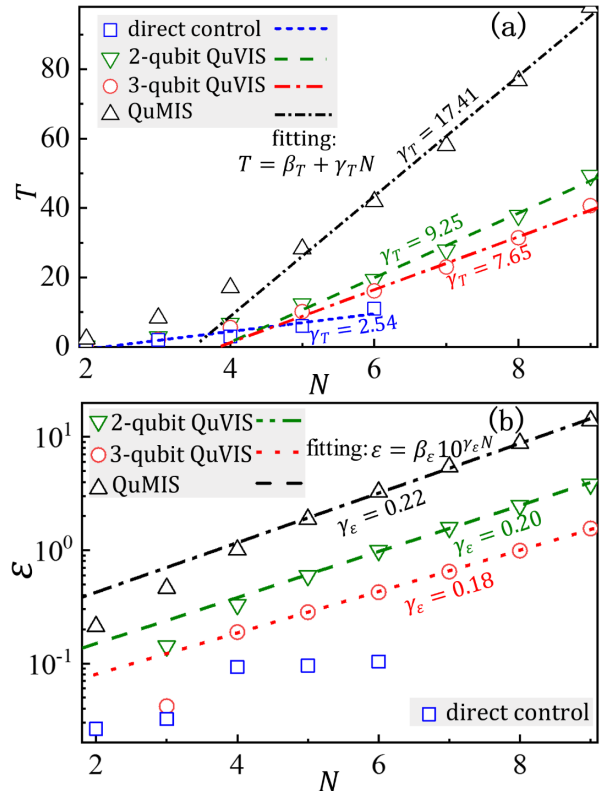 (a)
direct control
2-qubit QuVIS
3-qubit QuVIS
QuMIS
fitting:
T = β_T + γ_T N
γ_T = 17.41
γ_T = 9.25
γ_T = 7.65
γ_T = 2.54
T
80
60
40
20
0
2 4 6 8
N
(b)
2-qubit QuVIS
3-qubit QuVIS
QuMIS
fitting: ε = β_ε 10^{γ_ε N}
γ_ε = 0.22
γ_ε = 0.20
γ_ε = 0.18
direct control
ε
10^1
10^0
10^{-1}
2 4 6 8
N